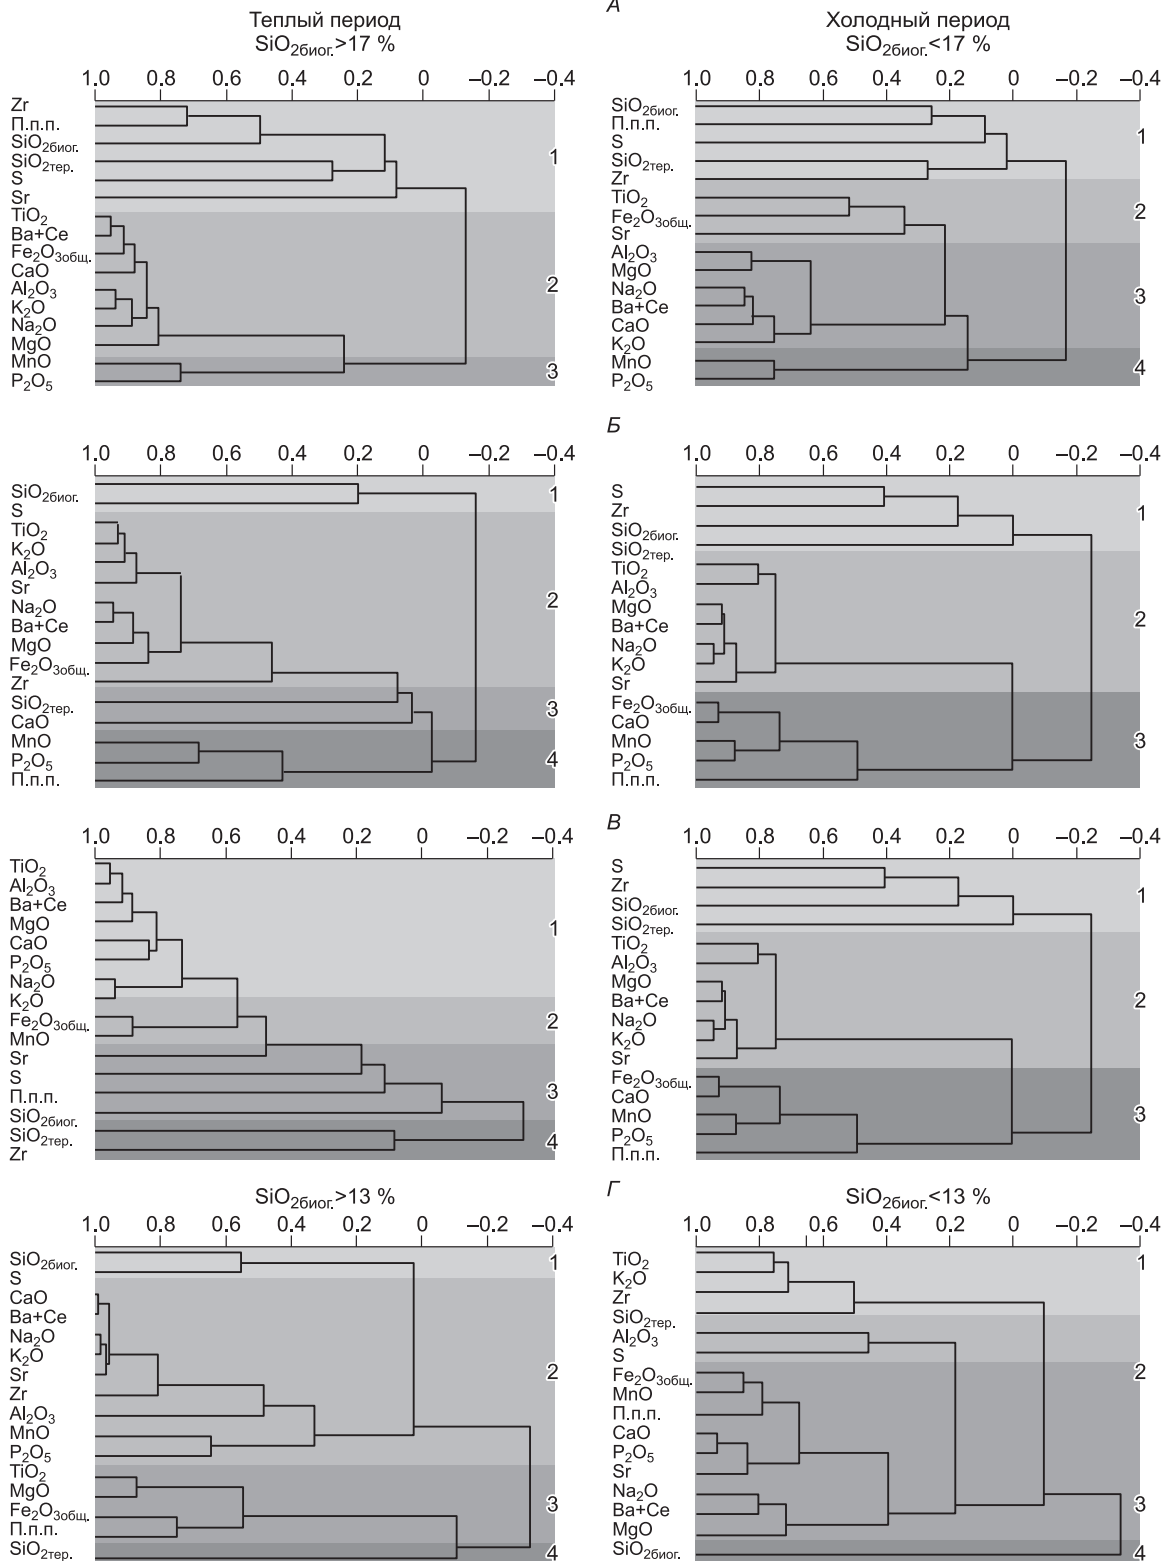 А
Теплый период
SiO₂биог.>17 %
1.0 0.8 0.6 0.4 0.2 0 –0.2 –0.4
Zr
П.п.п.
SiO₂биог.
SiO₂тер.
S
Sr
TiO₂
Ba+Ce
Fe₂O₃общ.
CaO
Al₂O₃
K₂O
Na₂O
MgO
MnO
P₂O₅
1
2
3
Холодный период
SiO₂биог.<17 %
1.0 0.8 0.6 0.4 0.2 0 –0.2 –0.4
SiO₂биог.
П.п.п.
S
SiO₂тер.
Zr
TiO₂
Fe₂O₃общ.
Sr
Al₂O₃
MgO
Na₂O
Ba+Ce
CaO
K₂O
MnO
P₂O₅
1
2
3
4
Б
1.0 0.8 0.6 0.4 0.2 0 –0.2 –0.4
SiO₂биог.
S
TiO₂
K₂O
Al₂O₃
Sr
Na₂O
Ba+Ce
MgO
Fe₂O₃общ.
Zr
SiO₂тер.
CaO
MnO
P₂O₅
П.п.п.
1
2
3
4
1.0 0.8 0.6 0.4 0.2 0 –0.2 –0.4
S
Zr
SiO₂биог.
SiO₂тер.
TiO₂
Al₂O₃
MgO
Ba+Ce
Na₂O
K₂O
Sr
Fe₂O₃общ.
CaO
MnO
P₂O₅
П.п.п.
1
2
3
В
1.0 0.8 0.6 0.4 0.2 0 –0.2 –0.4
TiO₂
Al₂O₃
Ba+Ce
MgO
CaO
P₂O₅
Na₂O
K₂O
Fe₂O₃общ.
MnO
Sr
S
П.п.п.
SiO₂биог.
SiO₂тер.
Zr
1
2
3
4
1.0 0.8 0.6 0.4 0.2 0 –0.2 –0.4
S
Zr
SiO₂биог.
SiO₂тер.
TiO₂
Al₂O₃
MgO
Ba+Ce
Na₂O
K₂O
Sr
Fe₂O₃общ.
CaO
MnO
P₂O₅
П.п.п.
1
2
3
Г
SiO₂биог.>13 %
1.0 0.8 0.6 0.4 0.2 0 –0.2 –0.4
SiO₂биог.
S
CaO
Ba+Ce
Na₂O
K₂O
Sr
Zr
Al₂O₃
MnO
P₂O₅
TiO₂
MgO
Fe₂O₃общ.
П.п.п.
SiO₂тер.
1
2
3
4
SiO₂биог.<13 %
1.0 0.8 0.6 0.4 0.2 0 –0.2 –0.4
TiO₂
K₂O
Zr
SiO₂тер.
Al₂O₃
S
Fe₂O₃общ.
MnO
П.п.п.
CaO
P₂O₅
Sr
Na₂O
Ba+Ce
MgO
SiO₂биог.
1
2
3
4